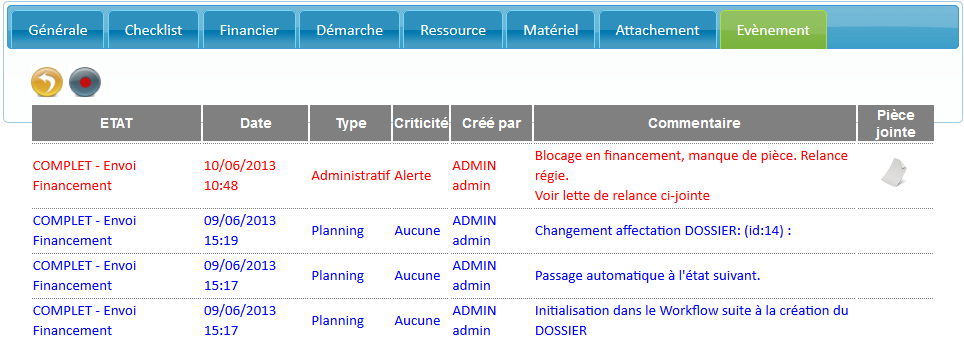 Générale Checklist Financier Démarche Ressource Matériel Attachement Evènement
ETAT Date Type Criticité Créé par Commentaire Pièce jointe
COMPLET - Envoi Financement 10/06/2013 10:48 Administratif Alerte ADMIN admin Blocage en financement, manque de pièce. Relance régie.
Voir lette de relance ci-jointe
COMPLET - Envoi Financement 09/06/2013 15:19 Planning Aucune ADMIN admin Changement affectation DOSSIER: (id:14) :
COMPLET - Envoi Financement 09/06/2013 15:17 Planning Aucune ADMIN admin Passage automatique à l'état suivant.
COMPLET - Envoi Financement 09/06/2013 15:17 Planning Aucune ADMIN admin Initialisation dans le Workflow suite à la création du DOSSIER